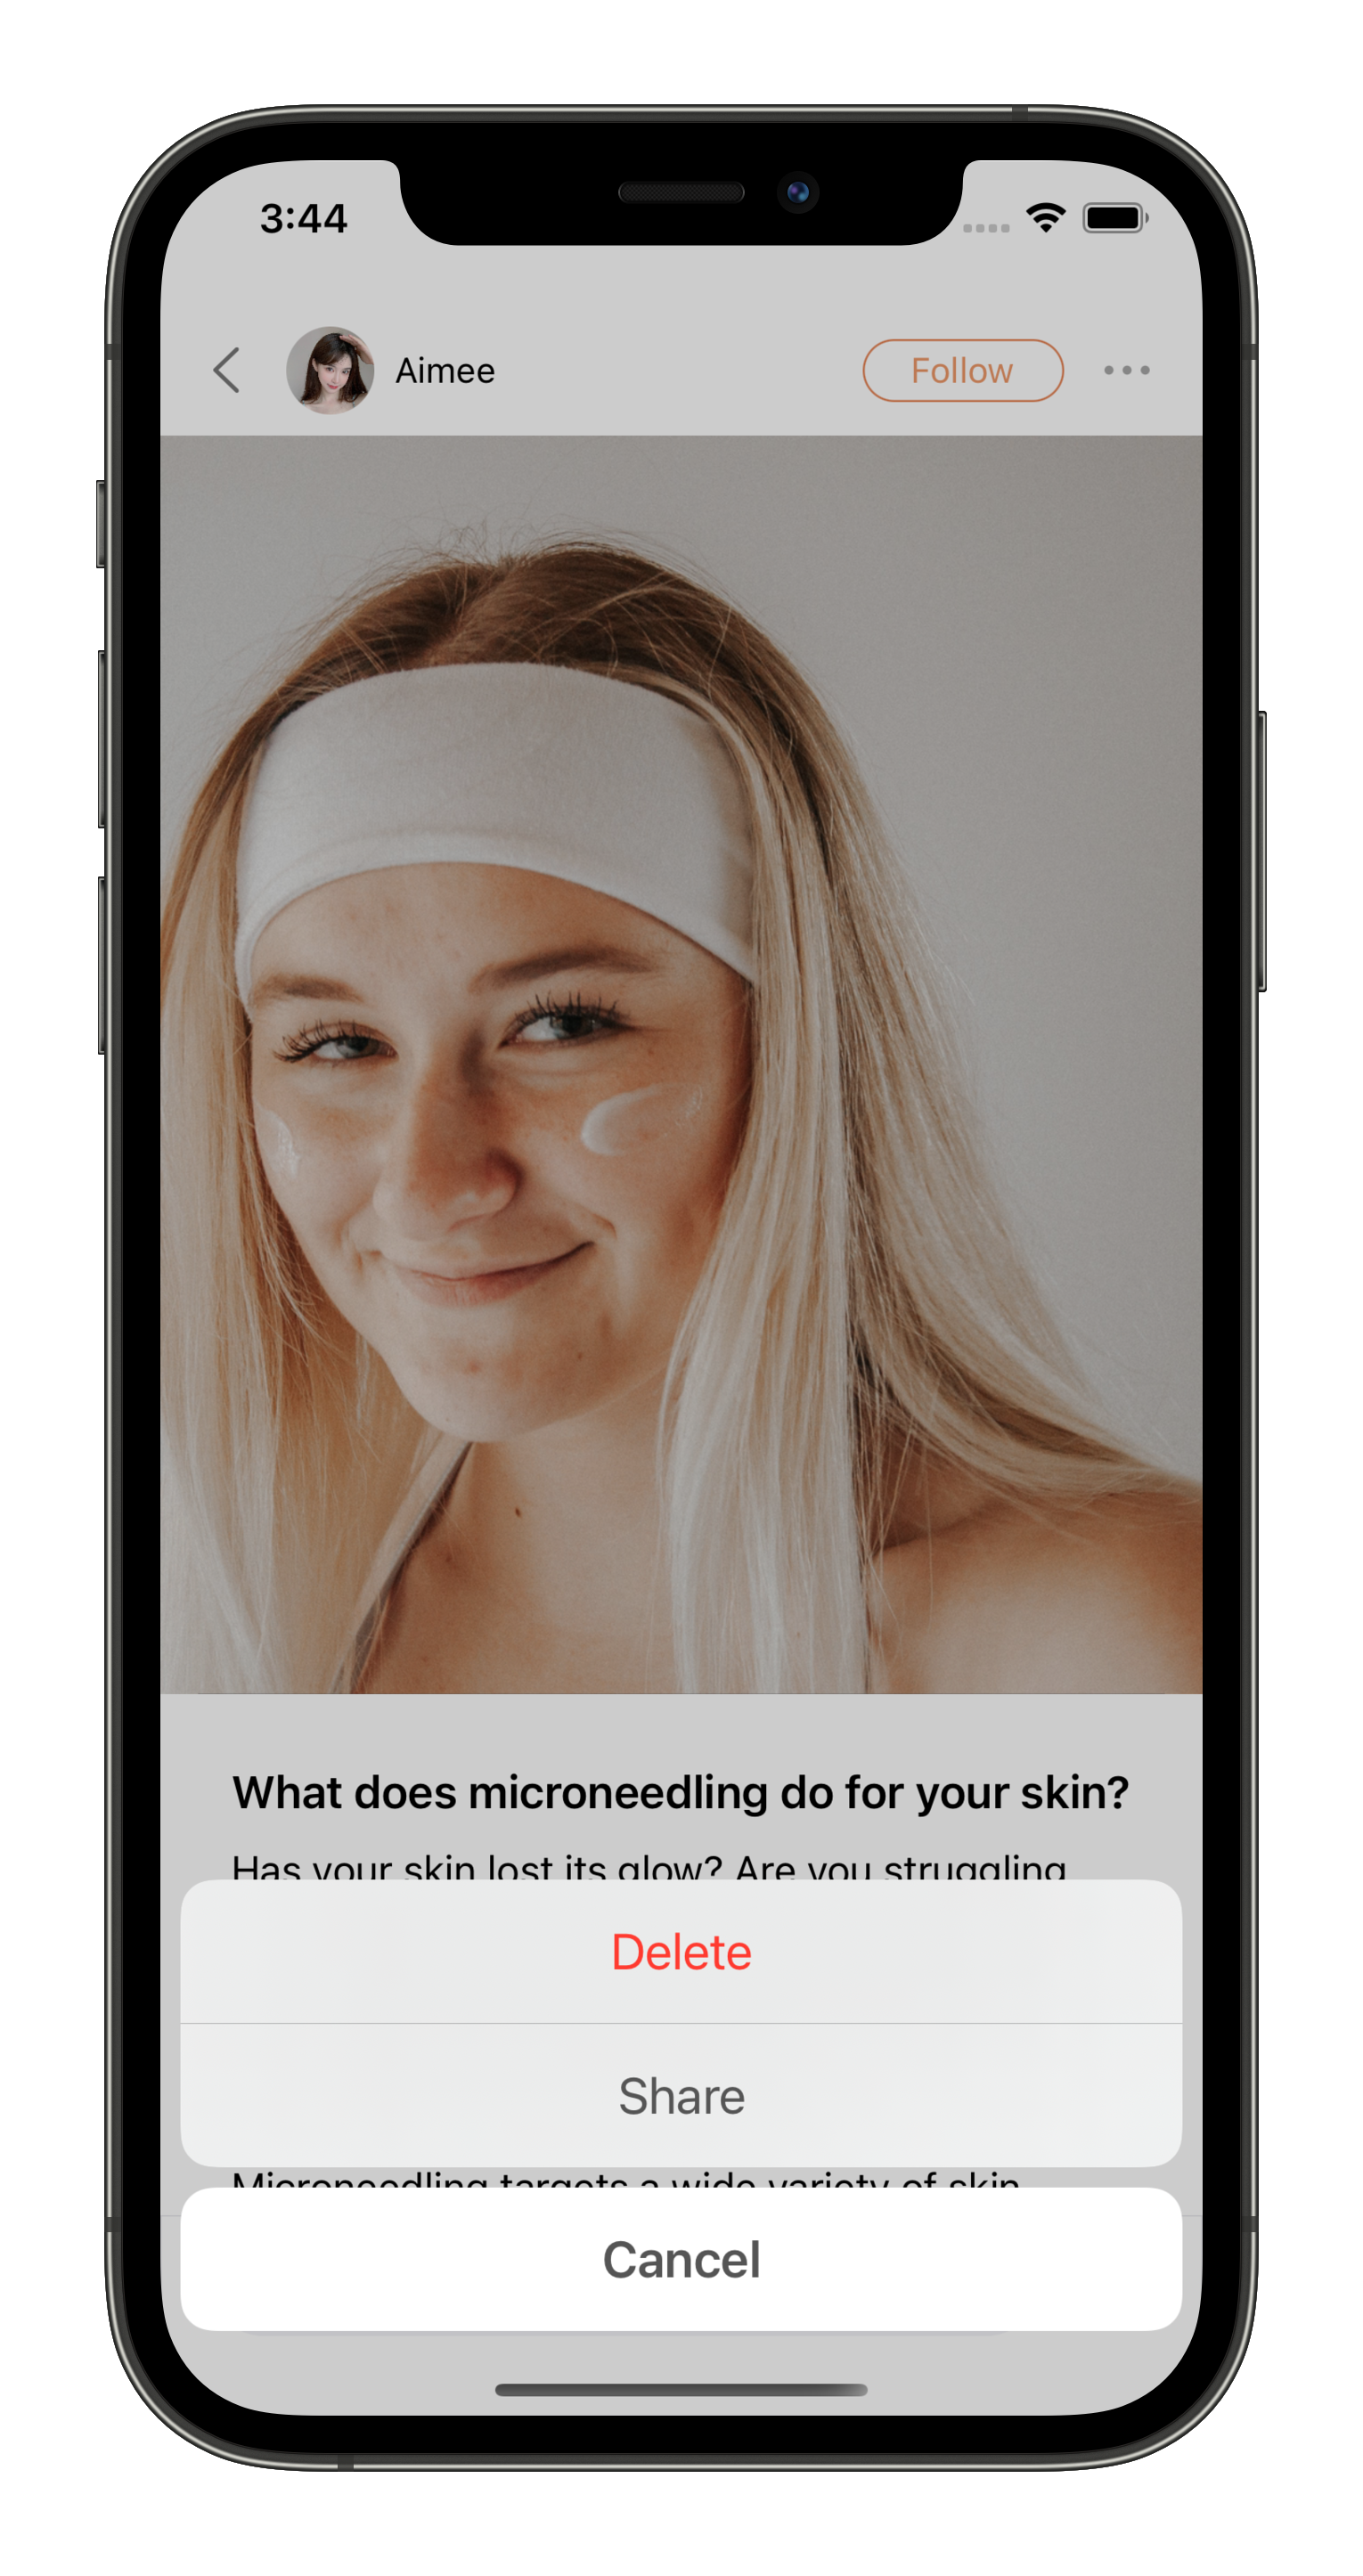 3:44
Aimee
Follow
What does microneedling do for your skin?
Has your skin lost its glow? Are you struggling
Delete
Share
Microneedling targets a wide variety of skin
Cancel